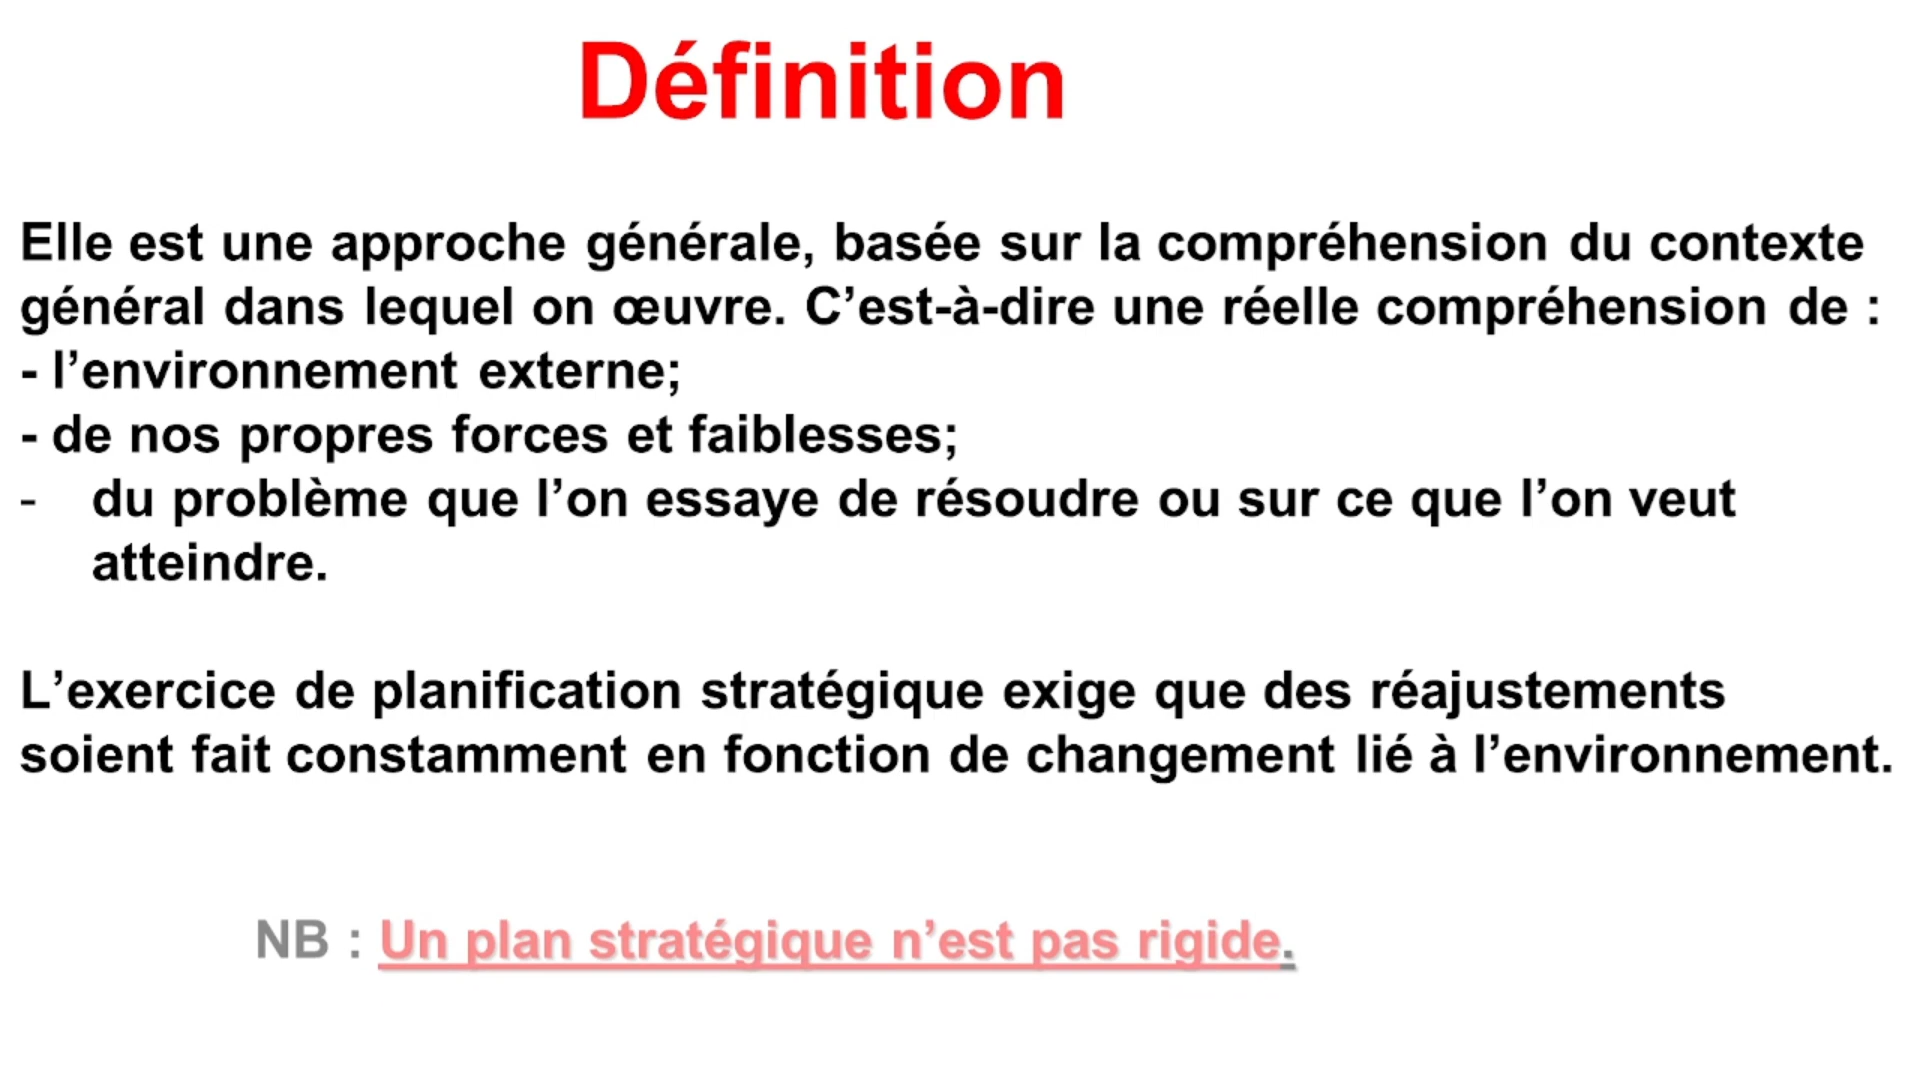 Définition
Elle est une approche générale, basée sur la compréhension du contexte
général dans lequel on œuvre. C’est-à-dire une réelle compréhension de :
- l’environnement externe;
- de nos propres forces et faiblesses;
- du problème que l’on essaye de résoudre ou sur ce que l’on veut
atteindre.
L’exercice de planification stratégique exige que des réajustements
soient fait constamment en fonction de changement lié à l’environnement.
NB : Un plan stratégique n’est pas rigide.